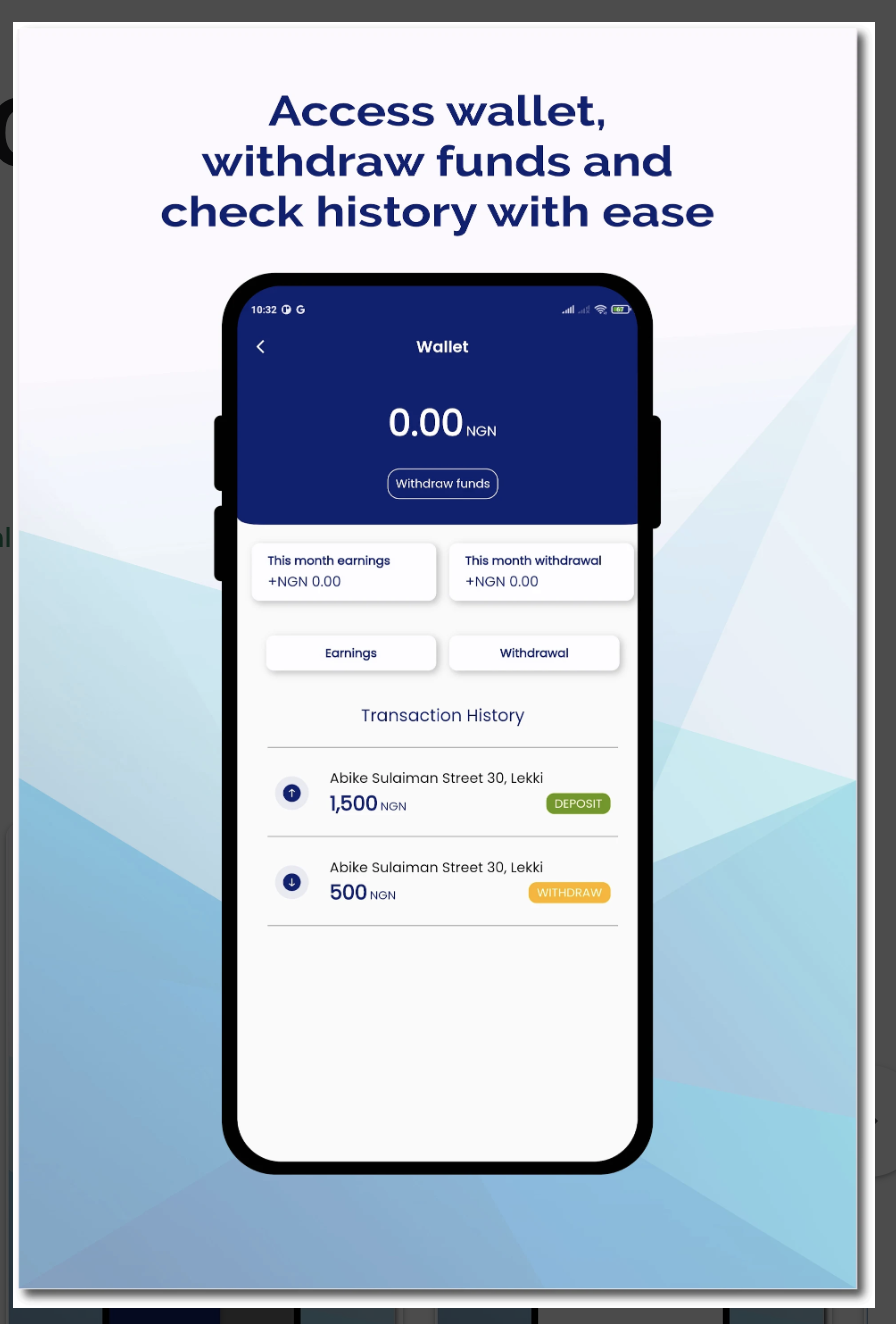 Access wallet,
withdraw funds and
check history with ease
10:32 G
67
Wallet
0.00 NGN
Withdraw funds
This month earnings
+NGN 0.00
This month withdrawal
+NGN 0.00
Earnings
Withdrawal
Transaction History
Abike Sulaiman Street 30, Lekki
1,500 NGN
DEPOSIT
Abike Sulaiman Street 30, Lekki
500 NGN
WITHDRAW